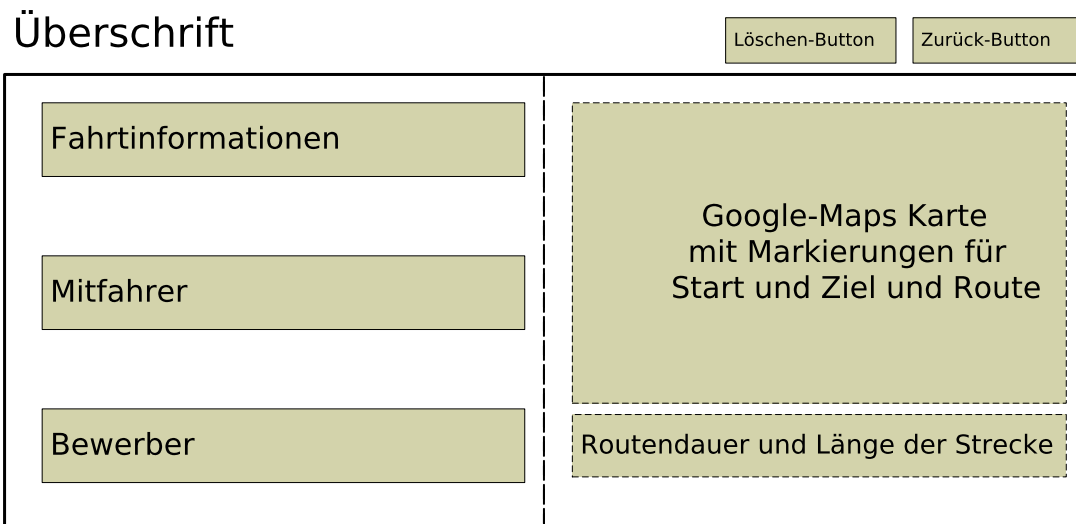 Überschrift
Löschen-Button
Zurück-Button
Fahrtinformationen
Mitfahrer
Bewerber
Google-Maps Karte
mit Markierungen für
Start und Ziel und Route
Routendauer und Länge der Strecke